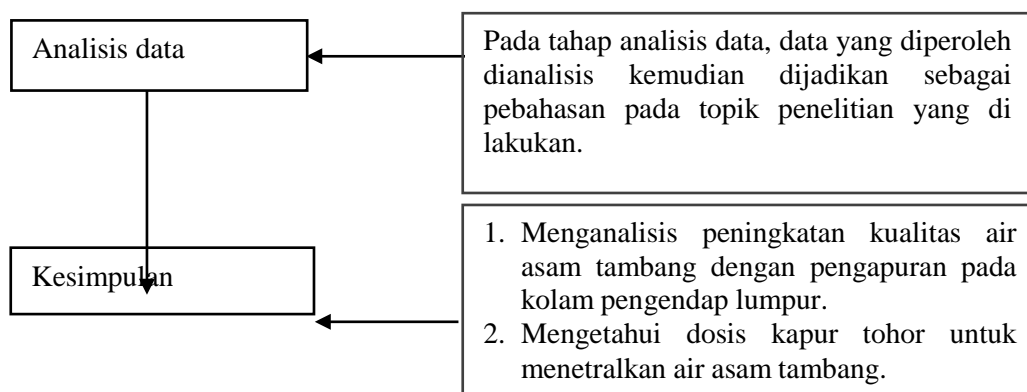 Analisis data
Pada tahap analisis data, data yang diperoleh
dianalisis kemudian dijadikan sebagai
pebahasan pada topik penelitian yang di
lakukan.
Kesimpulan
1. Menganalisis peningkatan kualitas air
asam tambang dengan pengapuran pada
kolam pengendap lumpur.
2. Mengetahui dosis kapur tohor untuk
menetralkan air asam tambang.